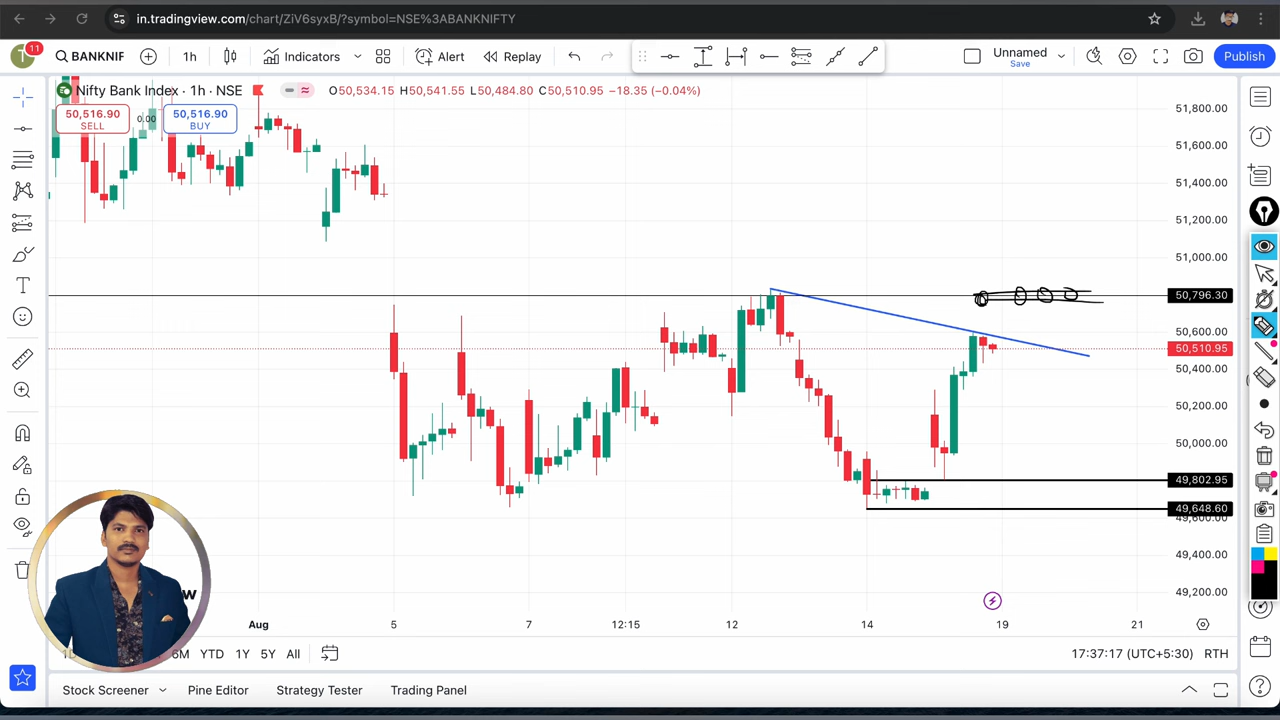 in.tradingview.com/chart/ZiV6syxB/?symbol=NSE%3ABANKNIFTY
T 11 BANKNIF 1h Indicators Alert Replay Unnamed Save Publish
Nifty Bank Index · 1h · NSE O50,534.15 H50,541.55 L50,484.80 C50,510.95 −18.35 (−0.04%)
50,516.90 SELL 0.00 50,516.90 BUY
51,800.00
51,600.00
51,400.00
51,200.00
51,000.00
50,796.30
50,600.00
50,510.95
50,400.00
50,200.00
50,000.00
49,802.95
49,648.60
49,600.00
49,400.00
49,200.00
Aug 5 7 12:15 12 14 19 21
6M YTD 1Y 5Y All 17:37:17 (UTC+5:30) RTH
Stock Screener Pine Editor Strategy Tester Trading Panel